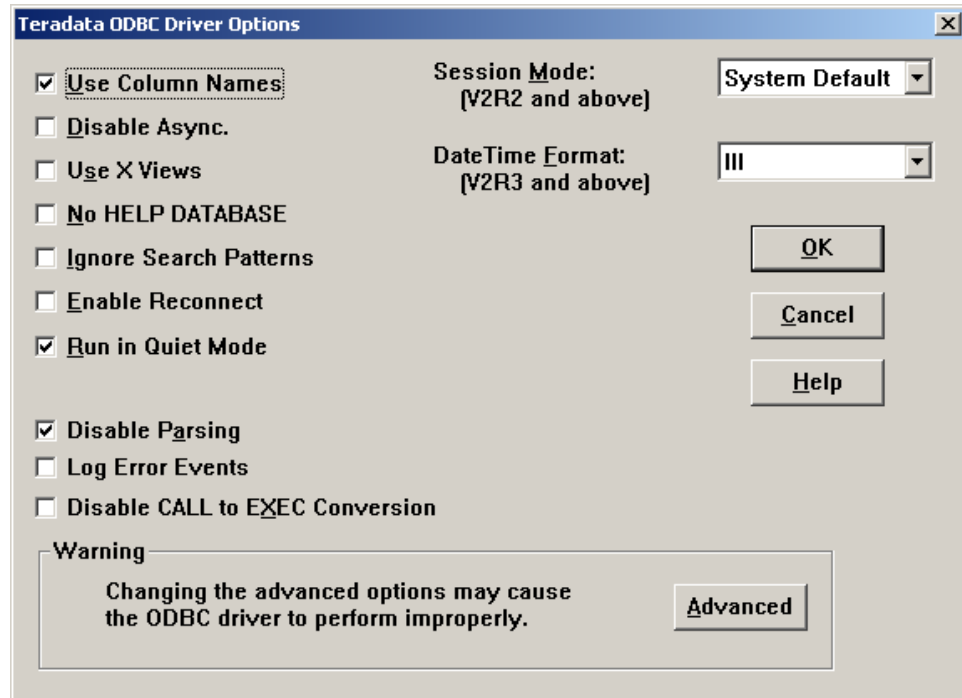 Teradata ODBC Driver Options
Use Column Names
Disable Async.
Use X Views
No HELP DATABASE
Ignore Search Patterns
Enable Reconnect
Run in Quiet Mode
Disable Parsing
Log Error Events
Disable CALL to EXEC Conversion
Session Mode:
(V2R2 and above)
System Default
DateTime Format:
(V2R3 and above)
III
OK
Cancel
Help
Warning
Changing the advanced options may cause
the ODBC driver to perform improperly.
Advanced